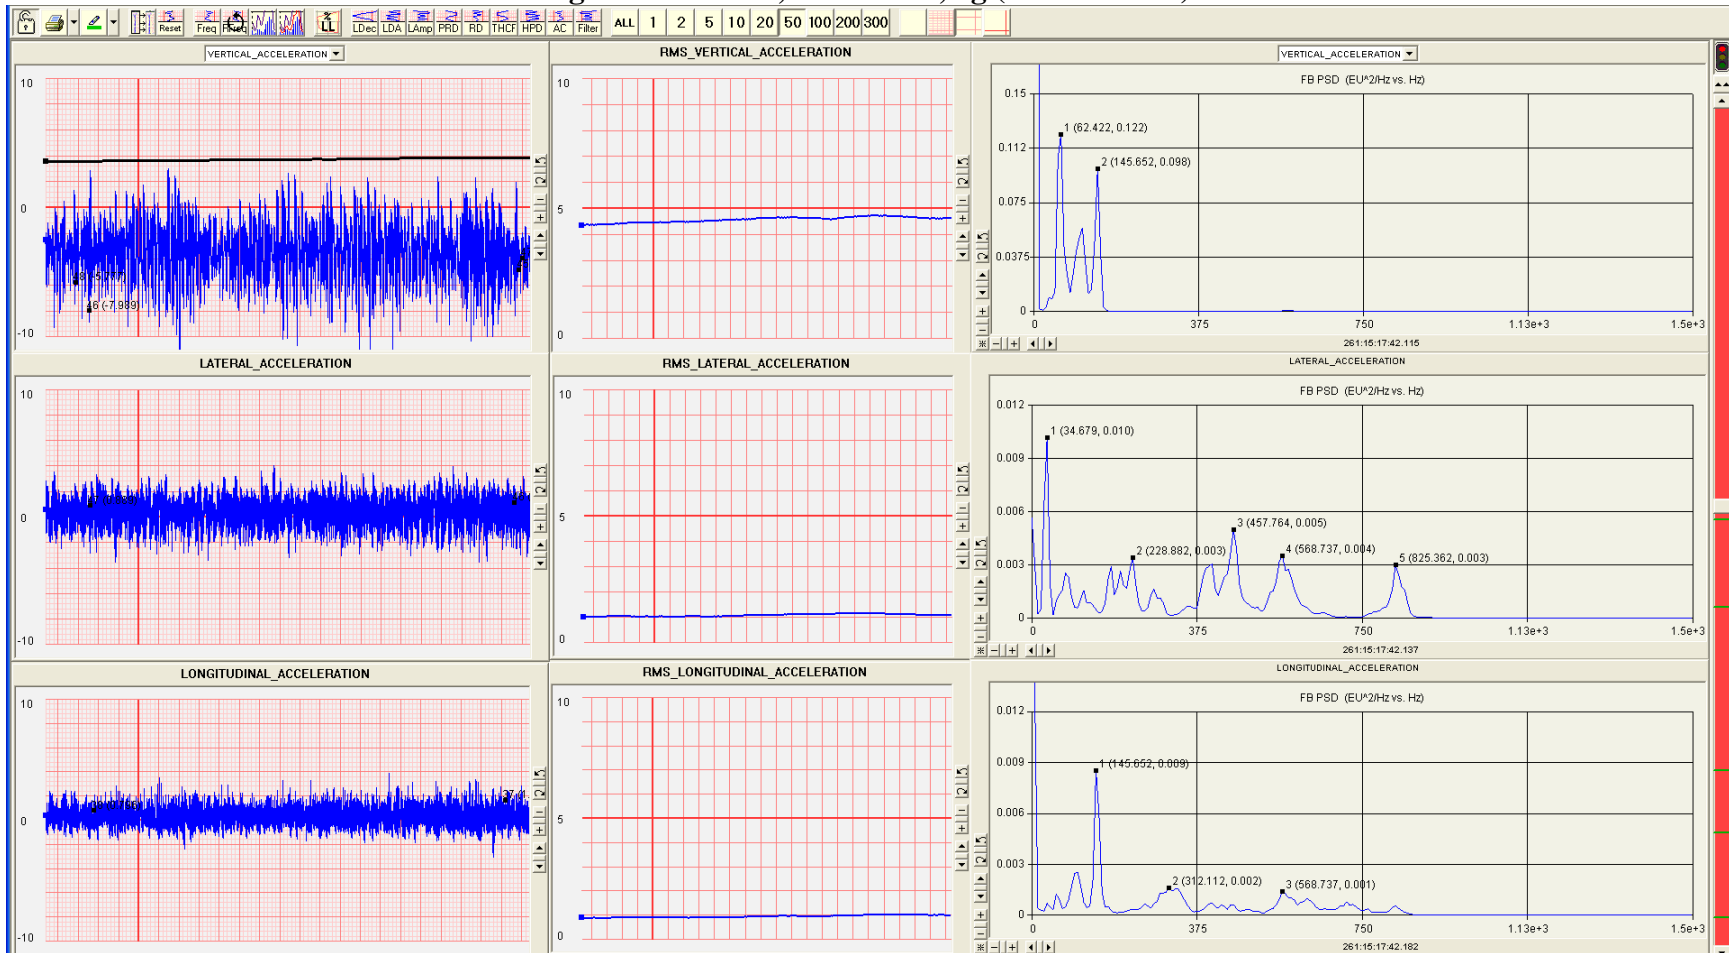 Reset Freq HFreq % LL LDec LDA LAmp PRD RD THCF HPD AC Filter ALL 1 2 5 10 20 50 100 200 300
VERTICAL_ACCELERATION
10
0
-10
46 (-7.989)
RMS_VERTICAL_ACCELERATION
10
5
0
VERTICAL_ACCELERATION
FB PSD (EU^2/Hz vs. Hz)
0.15
0.112
0.075
0.0375
0
1 (62.422, 0.122)
2 (145.652, 0.098)
0 375 750 1.13e+3 1.5e+3
261:15:17:42.115
LATERAL_ACCELERATION
10
0
-10
RMS_LATERAL_ACCELERATION
10
5
0
LATERAL_ACCELERATION
FB PSD (EU^2/Hz vs. Hz)
0.012
0.009
0.006
0.003
0
1 (34.679, 0.010)
2 (228.882, 0.003)
3 (457.764, 0.005)
4 (568.737, 0.004)
5 (825.362, 0.003)
0 375 750 1.13e+3 1.5e+3
261:15:17:42.137
LONGITUDINAL_ACCELERATION
10
0
-10
RMS_LONGITUDINAL_ACCELERATION
10
5
0
LONGITUDINAL_ACCELERATION
FB PSD (EU^2/Hz vs. Hz)
0.012
0.009
0.006
0.003
0
1 (145.652, 0.009)
2 (312.112, 0.002)
3 (568.737, 0.001)
0 375 750 1.13e+3 1.5e+3
261:15:17:42.182